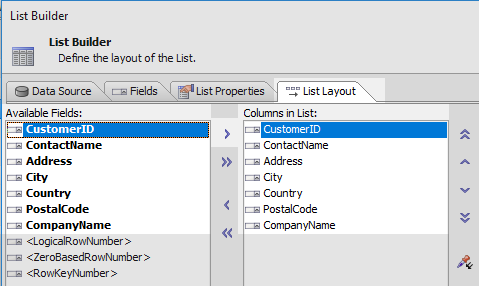 List Builder
List Builder
Define the layout of the List.
Data Source
Fields
List Properties
List Layout
Available Fields:
CustomerID
ContactName
Address
City
Country
PostalCode
CompanyName
<LogicalRowNumber>
<ZeroBasedRowNumber>
<RowKeyNumber>
Columns in List:
CustomerID
ContactName
Address
City
Country
PostalCode
CompanyName